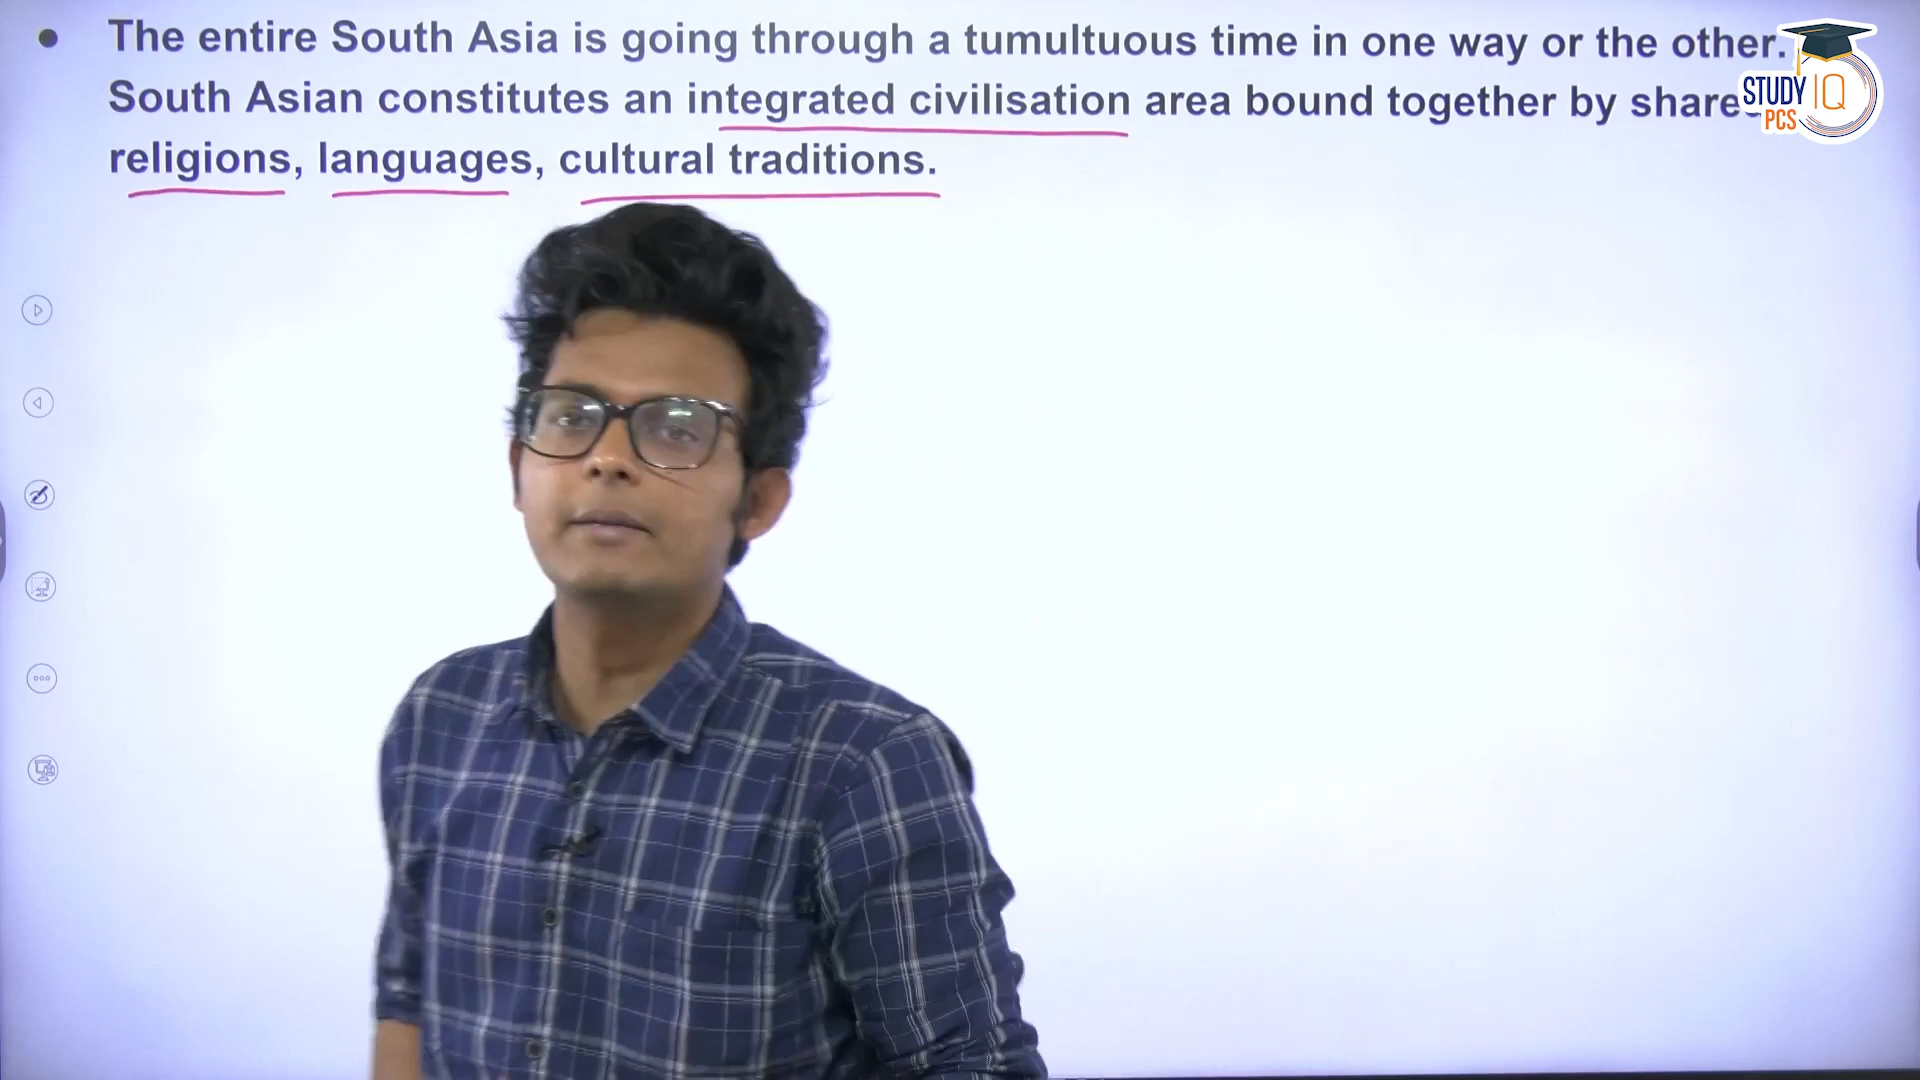 • The entire South Asia is going through a tumultuous time in one way or the other.
South Asian constitutes an integrated civilisation area bound together by share
religions, languages, cultural traditions.
STUDY IQ
PCS